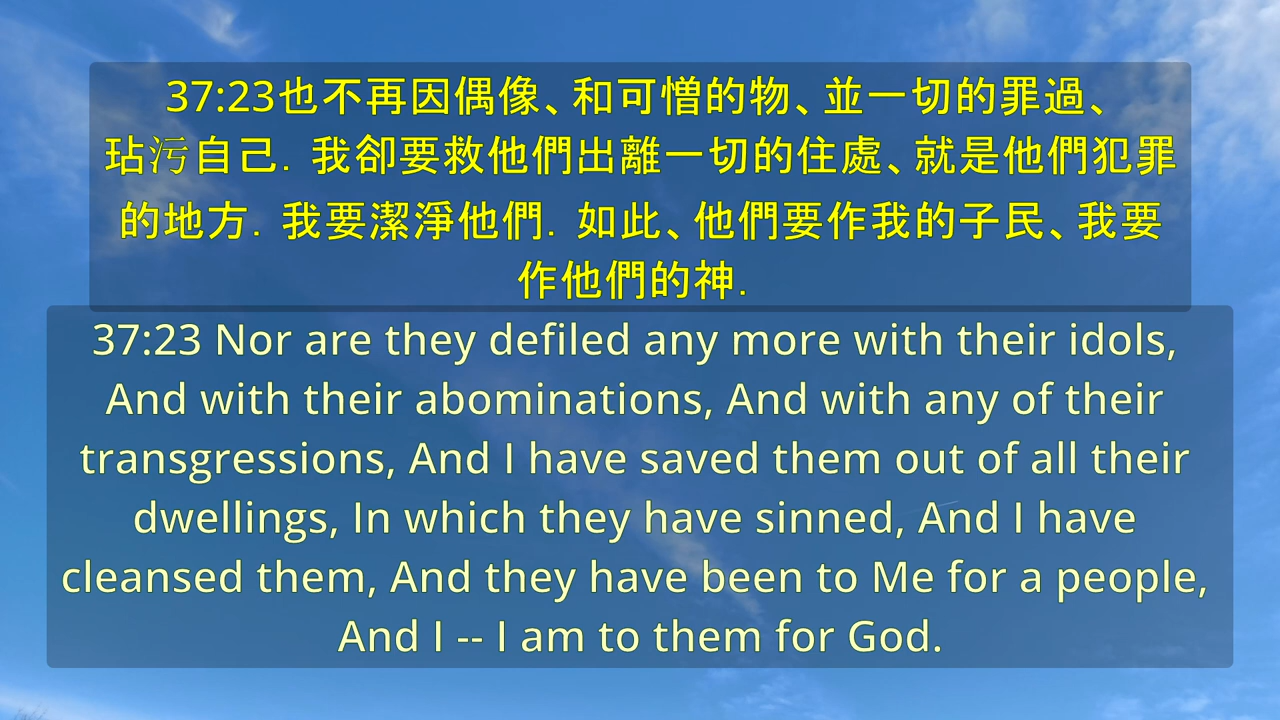 37:23也不再因偶像、和可憎的物、並一切的罪過、
玷污自己．我卻要救他們出離一切的住處、就是他們犯罪
的地方．我要潔淨他們．如此、他們要作我的子民、我要
作他們的神．
37:23 Nor are they defiled any more with their idols,
And with their abominations, And with any of their
transgressions, And I have saved them out of all their
dwellings, In which they have sinned, And I have
cleansed them, And they have been to Me for a people,
And I -- I am to them for God.